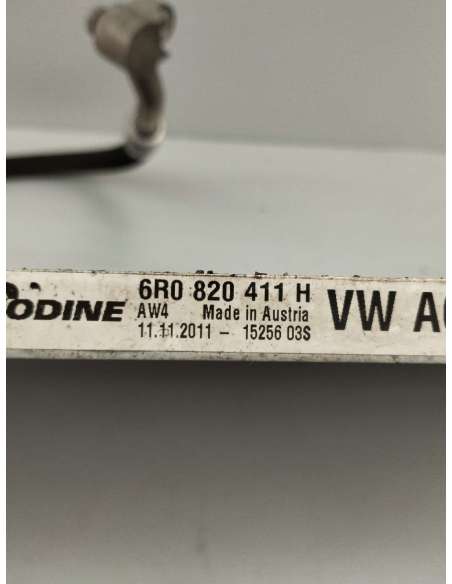 ODINE
6R0 820 411 H
AW4 Made in Austria
11.11.2011 – 15256 03S
VW A